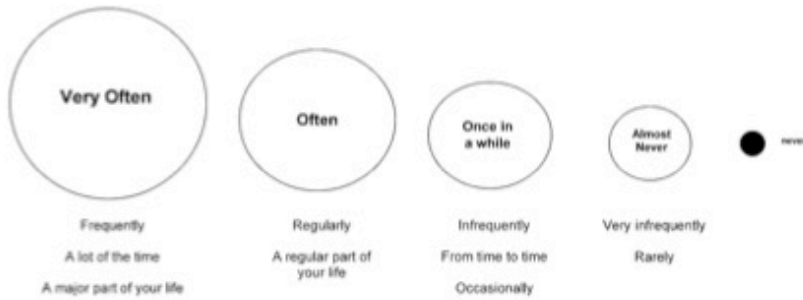 Very Often
Often
Once in
a while
Almost
Never
never
Frequently
A lot of the time
A major part of your life
Regularly
A regular part of
your life
Infrequently
From time to time
Occasionally
Very infrequently
Rarely